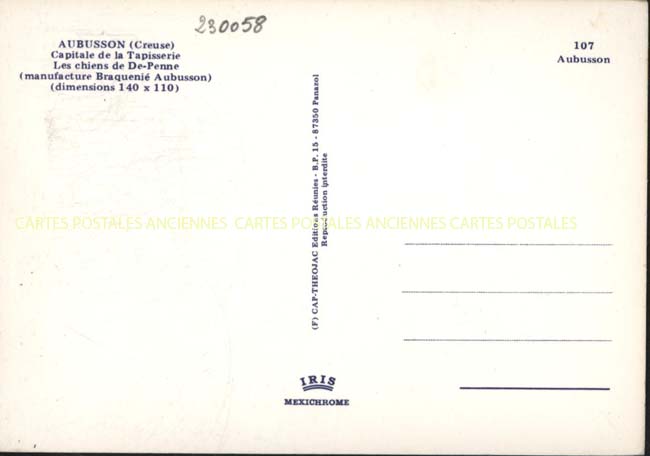 230058
AUBUSSON (Creuse)
Capitale de la Tapisserie
Les chiens de De-Penne
(manufacture Braquenié Aubusson)
(dimensions 140 x 110)
107
Aubusson
(F) CAP-THEOJAC Editions Réunies - B.P. 15 - 87350 Panazol
Reproduction interdite
CARTES POSTALES ANCIENNES CARTES POSTALES ANCIENNES CARTES POSTALES
IRIS
MEXICHROME